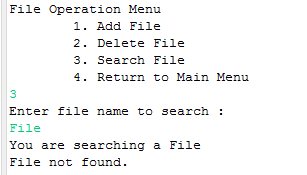 File Operation Menu
1. Add File
2. Delete File
3. Search File
4. Return to Main Menu
3
Enter file name to search :
File
You are searching a File
File not found.